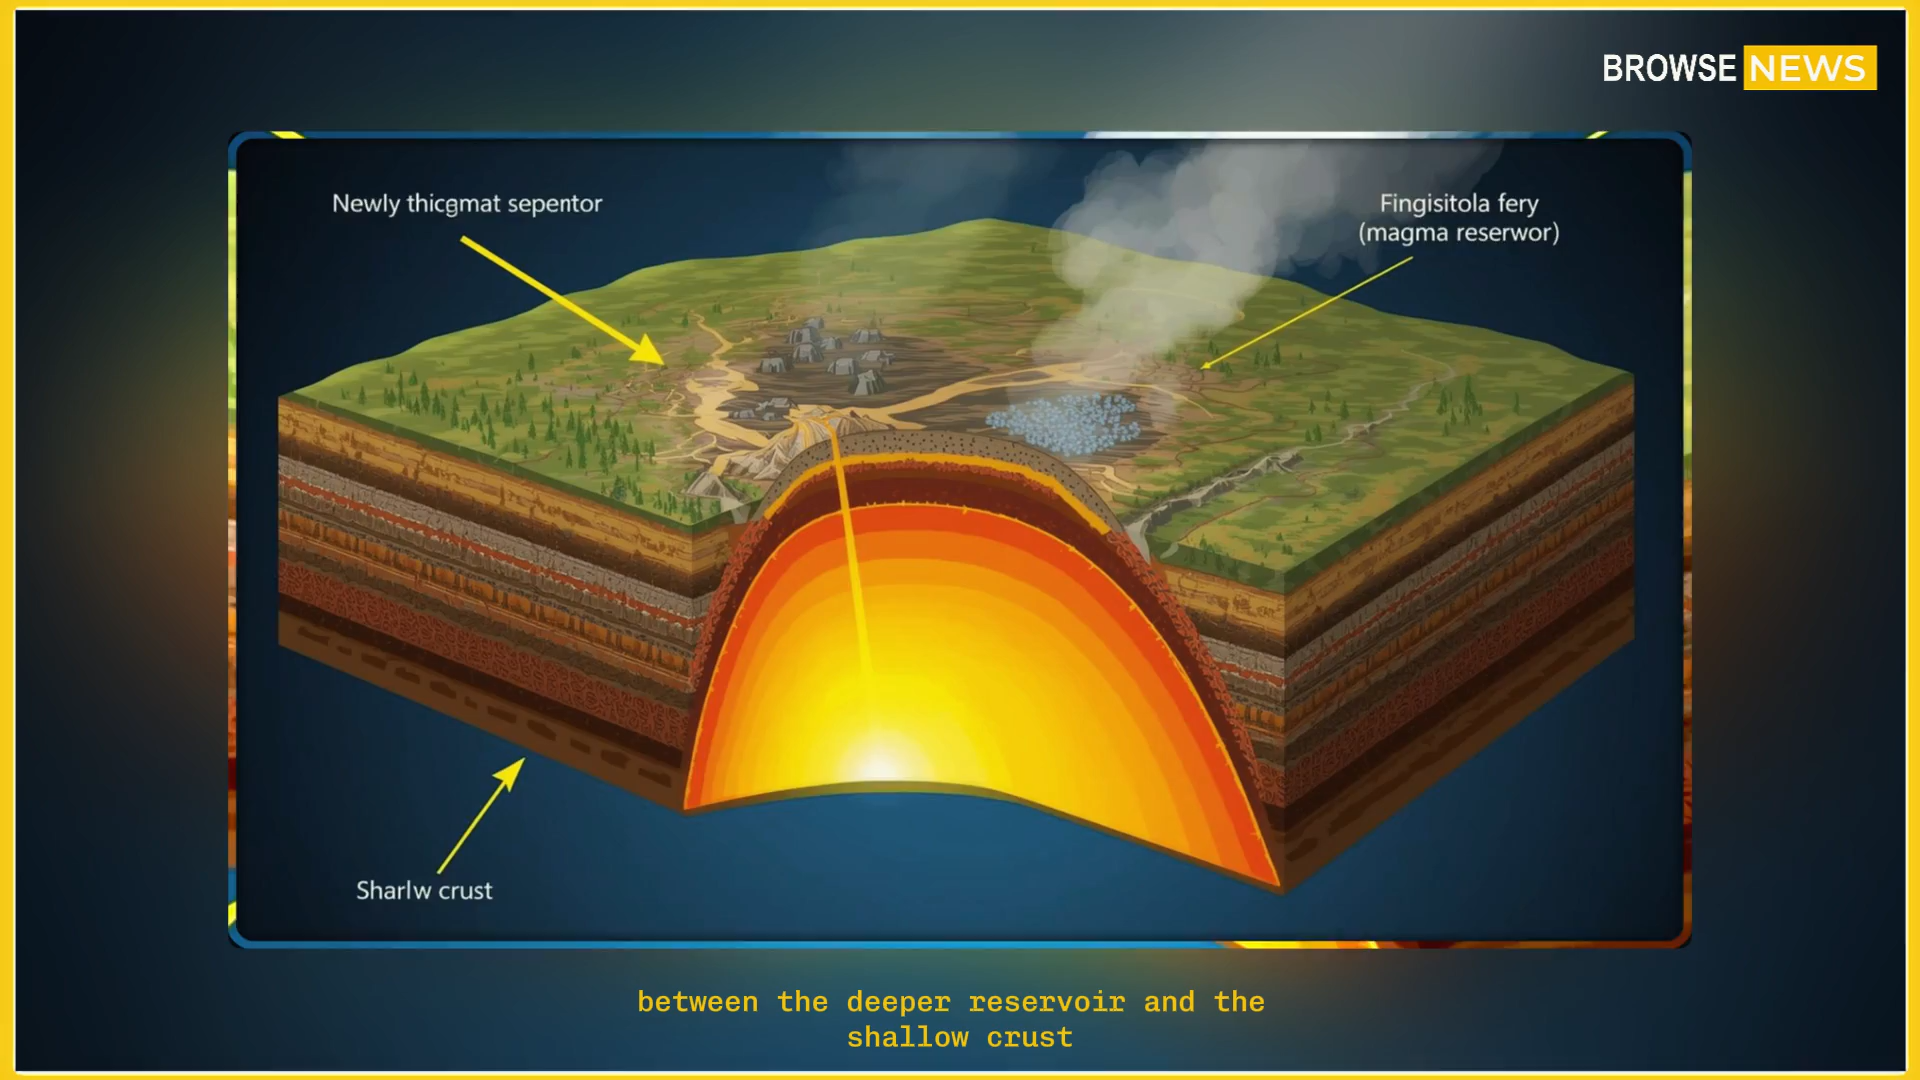 BROWSE NEWS
Newly thicgmat sepentor
Fingisitola fery
(magma reserwor)
Sharlw crust
between the deeper reservoir and the
shallow crust